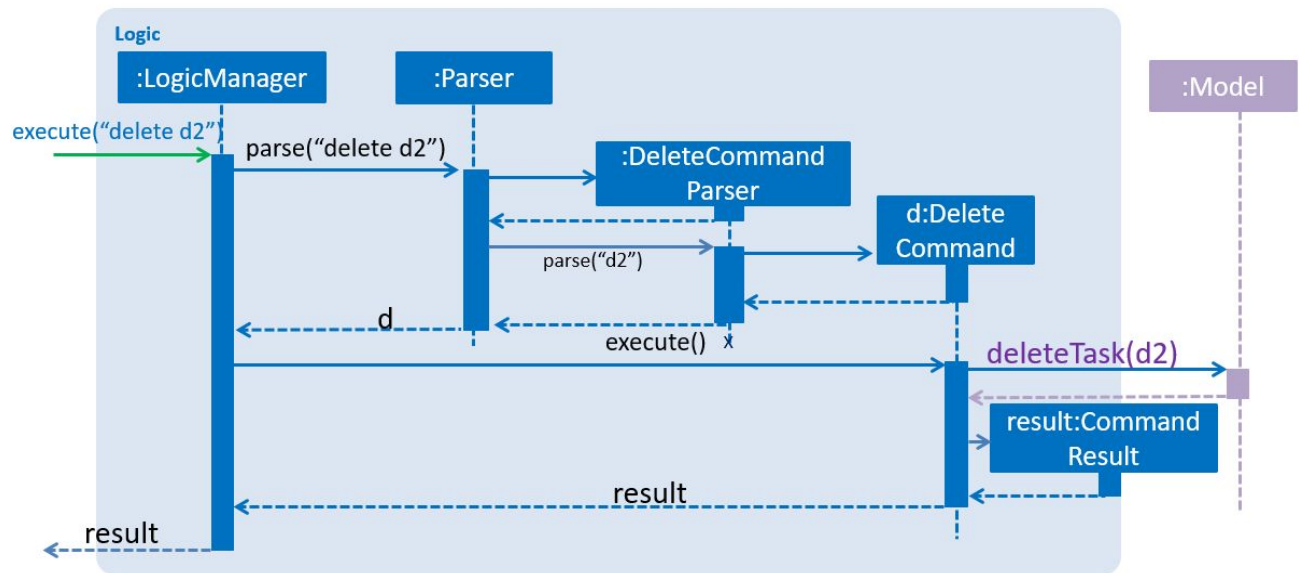 Logic
:LogicManager
:Parser
:Model
execute(“delete d2”)
parse(“delete d2”)
:DeleteCommand
Parser
d:Delete
Command
parse(“d2”)
d
execute()
x
deleteTask(d2)
result:Command
Result
result
result